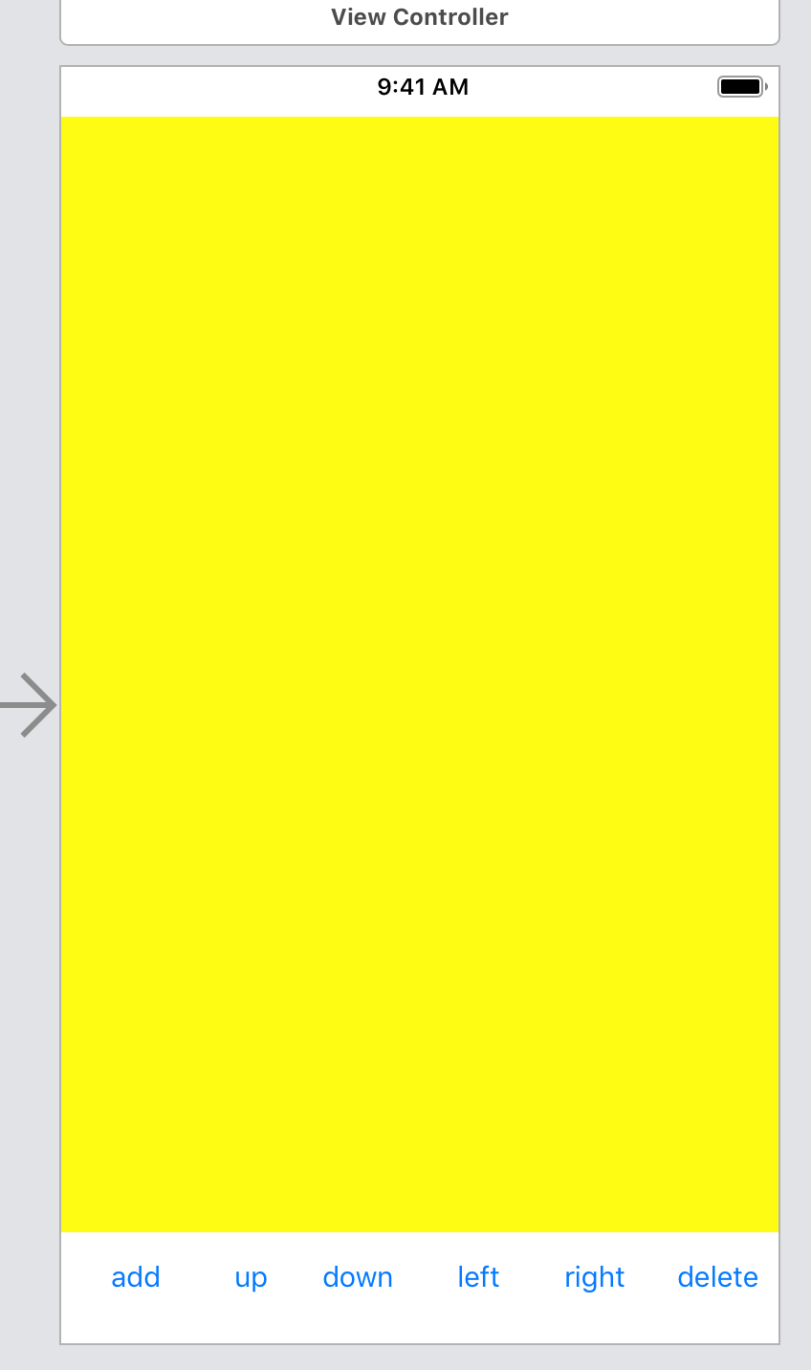 View Controller
9:41 AM
add up down left right delete